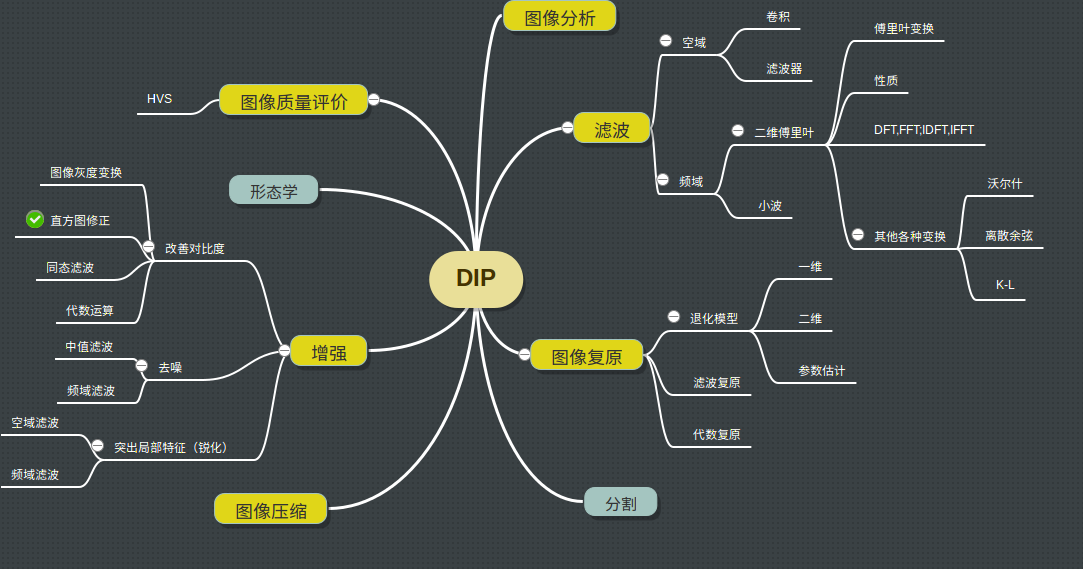 DIP
图像分析
滤波
空域
卷积
滤波器
频域
二维傅里叶
傅里叶变换
性质
DFT,FFT;IDFT,IFFT
其他各种变换
沃尔什
离散余弦
K-L
小波
图像复原
退化模型
一维
二维
参数估计
滤波复原
代数复原
分割
图像质量评价
HVS
形态学
增强
改善对比度
图像灰度变换
直方图修正
同态滤波
代数运算
去噪
中值滤波
频域滤波
突出局部特征（锐化）
空域滤波
频域滤波
图像压缩